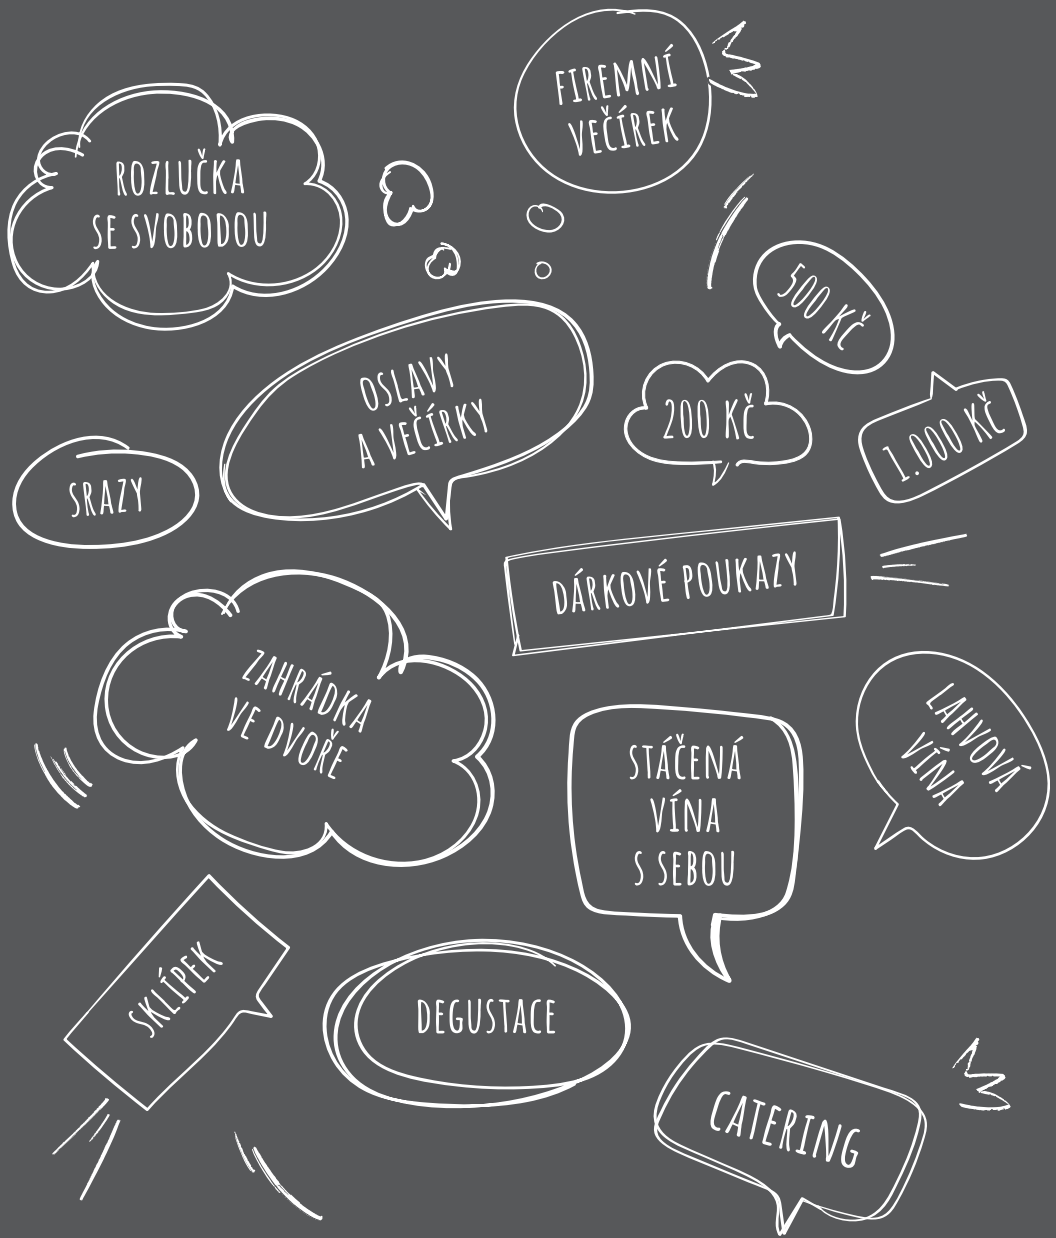 FIREMNÍ
VEČÍREK
ROZLUČKA
SE SVOBODOU
500 KČ
OSLAVY
A VEČÍRKY
200 KČ
1.000 KČ
SRAZY
DÁRKOVÉ POUKAZY
ZAHRÁDKA
VE DVOŘE
STÁČENÁ
VÍNA
S SEBOU
LAHVOVÁ
VÍNA
SKLÍPEK
DEGUSTACE
CATERING